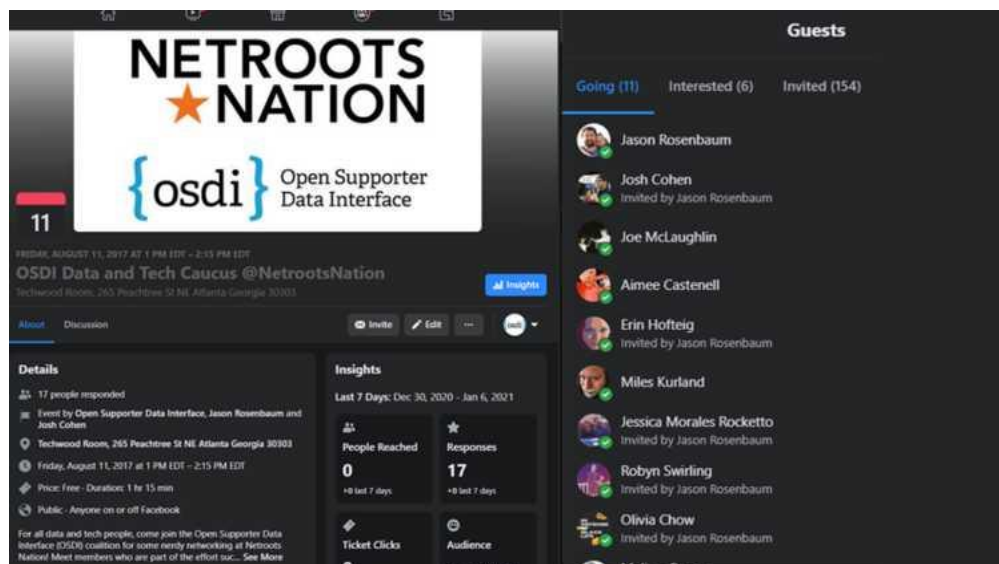 NETROOTS
NATION
{osdi} Open Supporter
Data Interface
11
FRIDAY, AUGUST 11, 2017 AT 1 PM EDT – 2:15 PM EDT
OSDI Data and Tech Caucus @NetrootsNation
Techwood Room, 265 Peachtree St NE Atlanta Georgia 30303
Insights
About Discussion
Invite Edit ...
osdi
Details
17 people responded
Event by Open Supporter Data Interface, Jason Rosenbaum and
Josh Cohen
Techwood Room, 265 Peachtree St NE Atlanta Georgia 30303
Friday, August 11, 2017 at 1 PM EDT – 2:15 PM EDT
Price: Free · Duration: 1 hr 15 min
Public · Anyone on or off Facebook
For all data and tech people, come join the Open Supporter Data
Interface (OSDI) coalition for some nerdy networking at Netroots
Nation! Meet members who are part of the effort suc... See More
Insights
Last 7 Days: Dec 30, 2020 - Jan 6, 2021
People Reached
0
+0 last 7 days
Responses
17
+0 last 7 days
Ticket Clicks
Audience
Guests
Going (11) Interested (6) Invited (154)
Jason Rosenbaum
Josh Cohen
Invited by Jason Rosenbaum
Joe McLaughlin
Aimee Castenell
Erin Hofteig
Invited by Jason Rosenbaum
Miles Kurland
Jessica Morales Rocketto
Invited by Jason Rosenbaum
Robyn Swirling
Invited by Jason Rosenbaum
Olivia Chow
Invited by Jason Rosenbaum